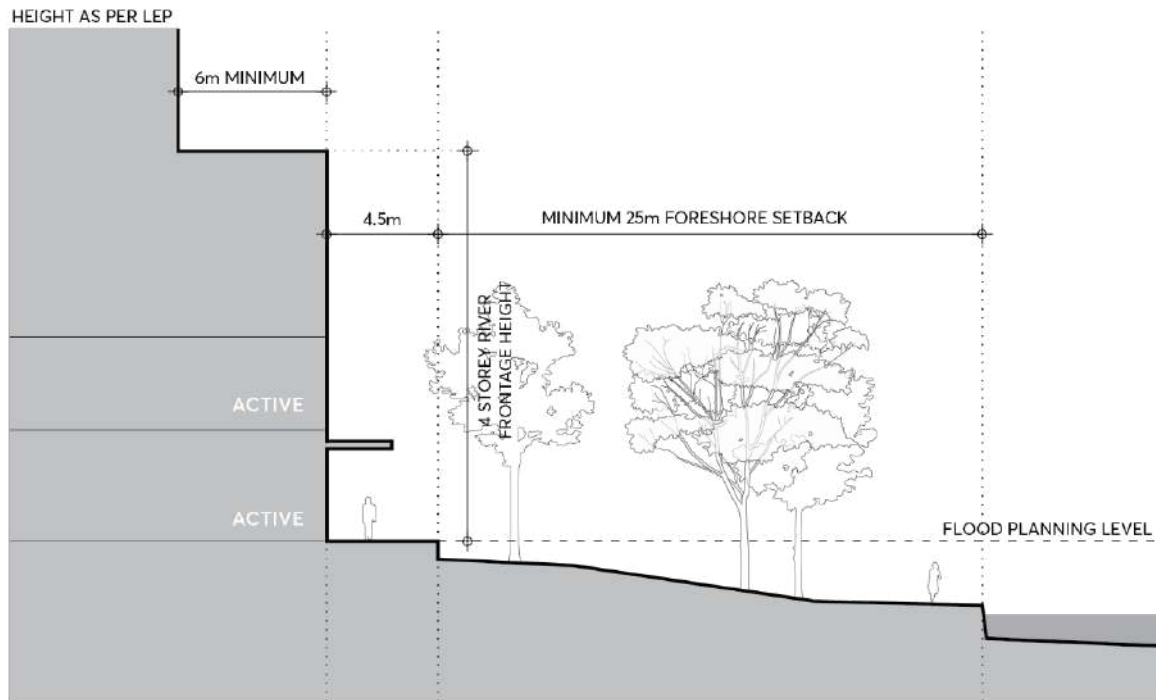 HEIGHT AS PER LEP
6m MINIMUM
4.5m
MINIMUM 25m FORESHORE SETBACK
4 STOREY RIVER
FRONTAGE HEIGHT
ACTIVE
ACTIVE
FLOOD PLANNING LEVEL